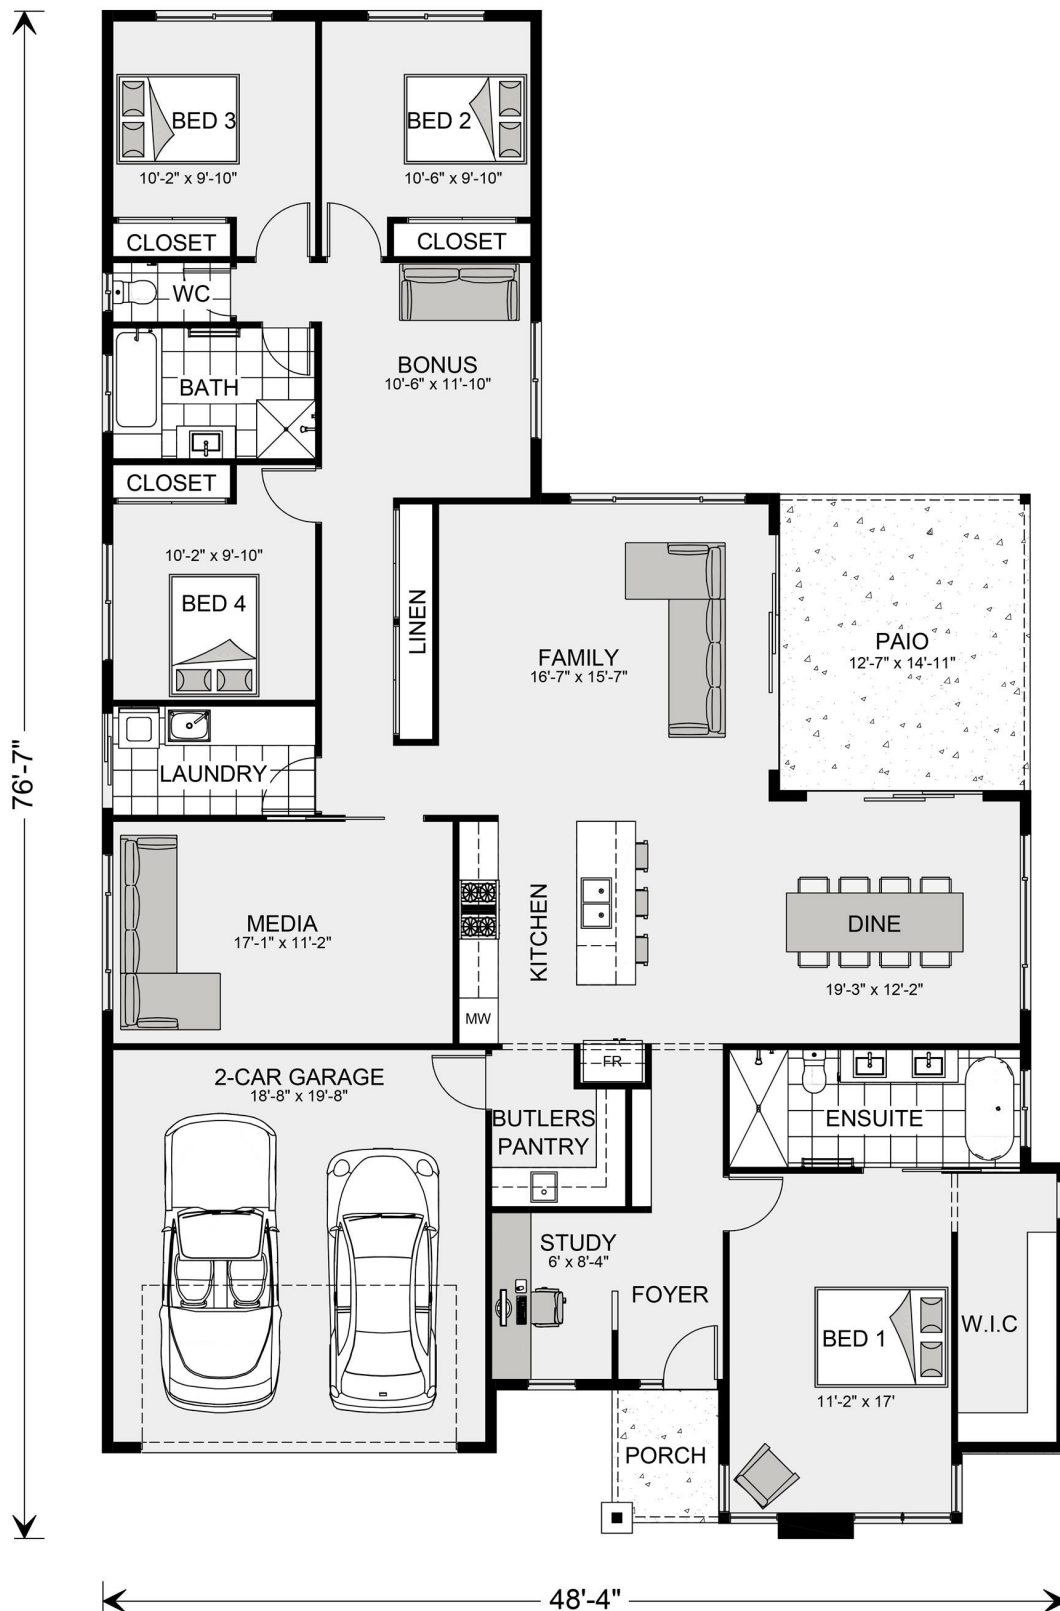 BED 3
10'-2" x 9'-10"
BED 2
10'-6" x 9'-10"
CLOSET
CLOSET
WC
BATH
BONUS
10'-6" x 11'-10"
CLOSET
10'-2" x 9'-10"
BED 4
LINEN
FAMILY
16'-7" x 15'-7"
PAIO
12'-7" x 14'-11"
76'-7"
LAUNDRY
MEDIA
17'-1" x 11'-2"
KITCHEN
DINE
19'-3" x 12'-2"
MW
FR
2-CAR GARAGE
18'-8" x 19'-8"
BUTLERS
PANTRY
ENSUITE
STUDY
6' x 8'-4"
FOYER
BED 1
11'-2" x 17'
W.I.C
PORCH
48'-4"